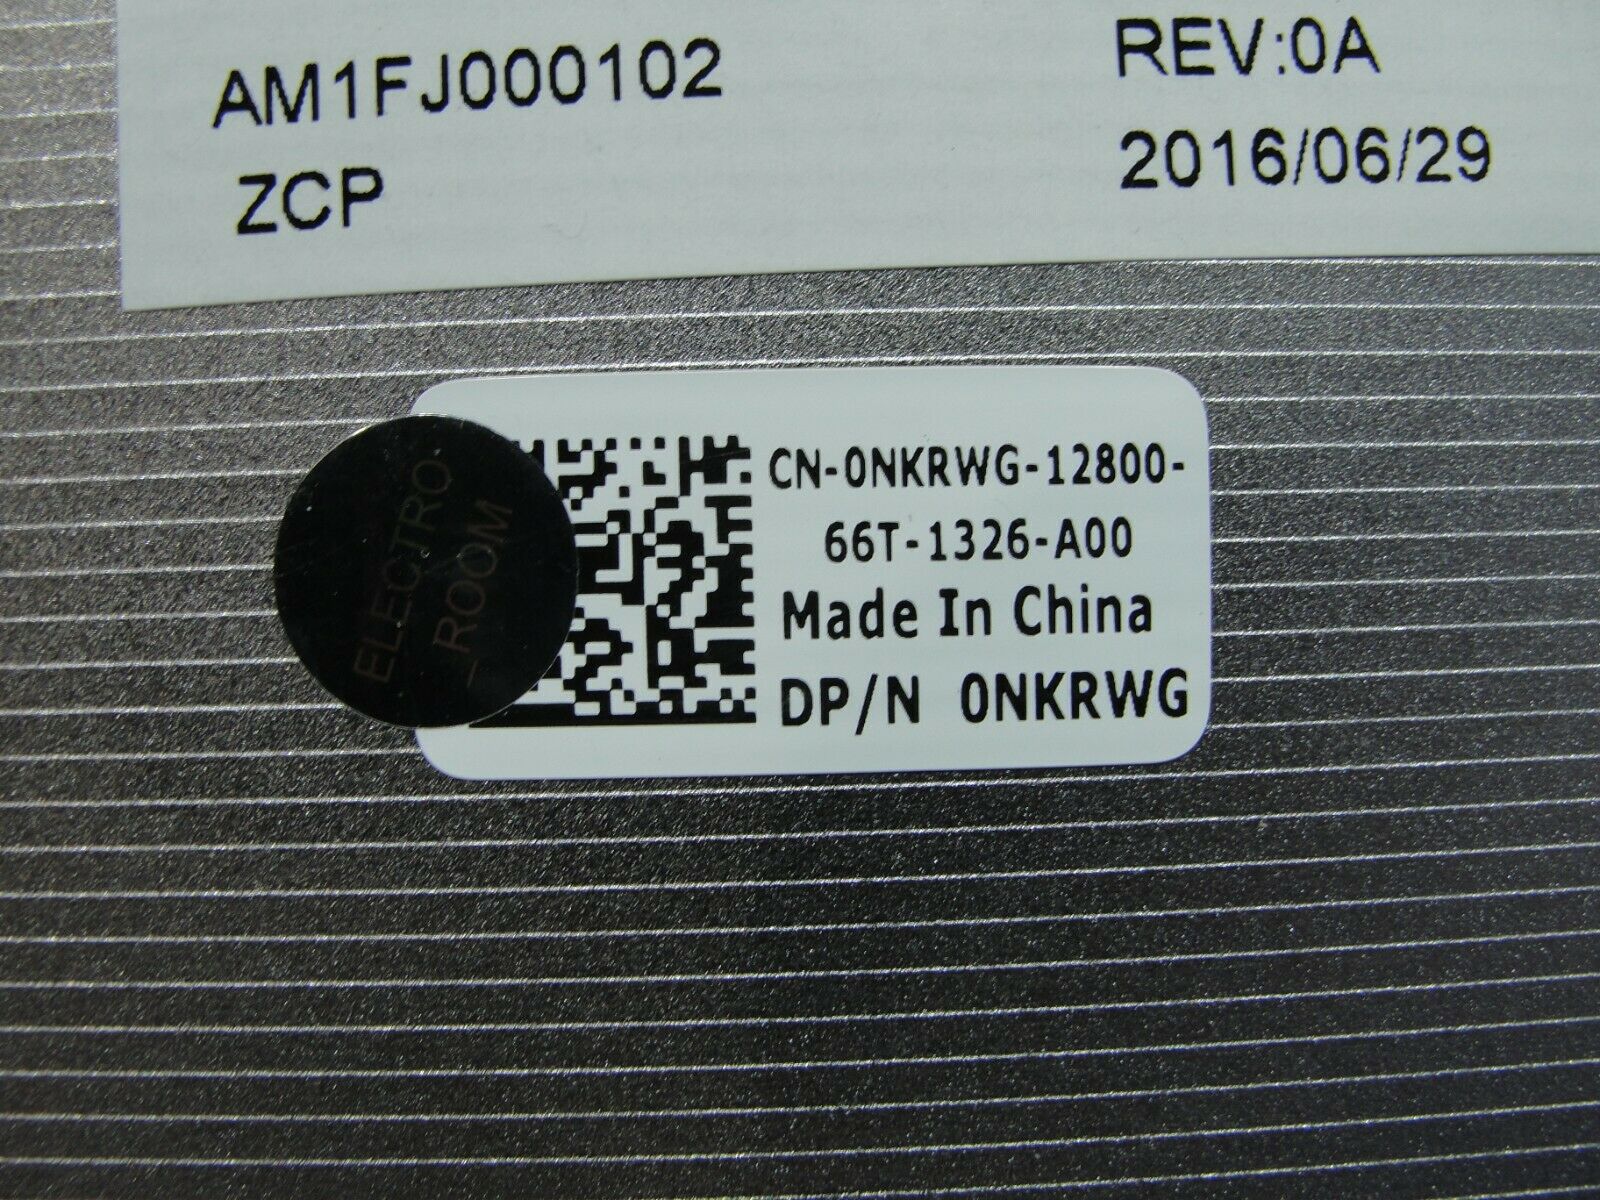 AM1FJ000102
REV:0A
ZCP
2016/06/29
ELECTRO
_ROOM
CN-0NKRWG-12800-
66T-1326-A00
Made In China
DP/N 0NKRWG